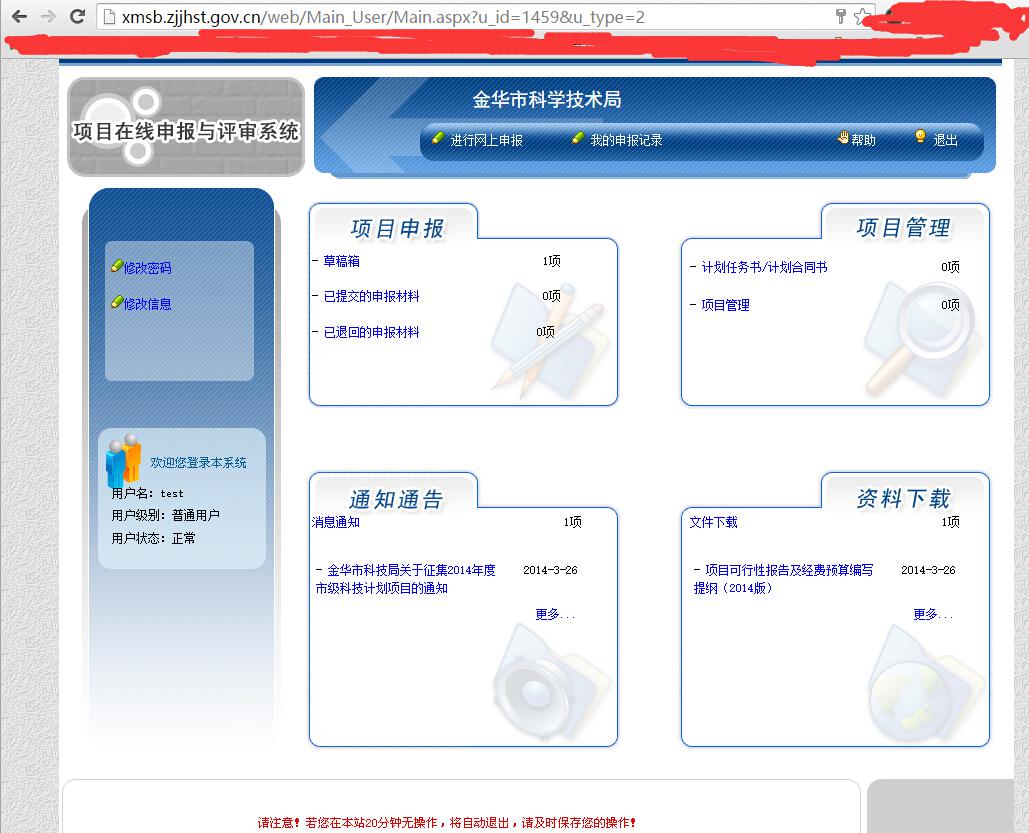 xmsb.zjjhst.gov.cn/web/Main_User/Main.aspx?u_id=1459&u_type=2
项目在线申报与评审系统
金华市科学技术局
进行网上申报 我的申报记录 帮助 退出
修改密码
修改信息
欢迎您登录本系统
用户名：test
用户级别：普通用户
用户状态：正常
项目申报
- 草稿箱 1项
- 已提交的申报材料 0项
- 已退回的申报材料 0项
项目管理
- 计划任务书/计划合同书 0项
- 项目管理 0项
通知通告
消息通知 1项
- 金华市科技局关于征集2014年度 2014-3-26
市级科技计划项目的通知
更多...
资料下载
文件下载 1项
- 项目可行性报告及经费预算编写 2014-3-26
提纲（2014版）
更多...
请注意！若您在本站20分钟无操作，将自动退出，请及时保存您的操作！